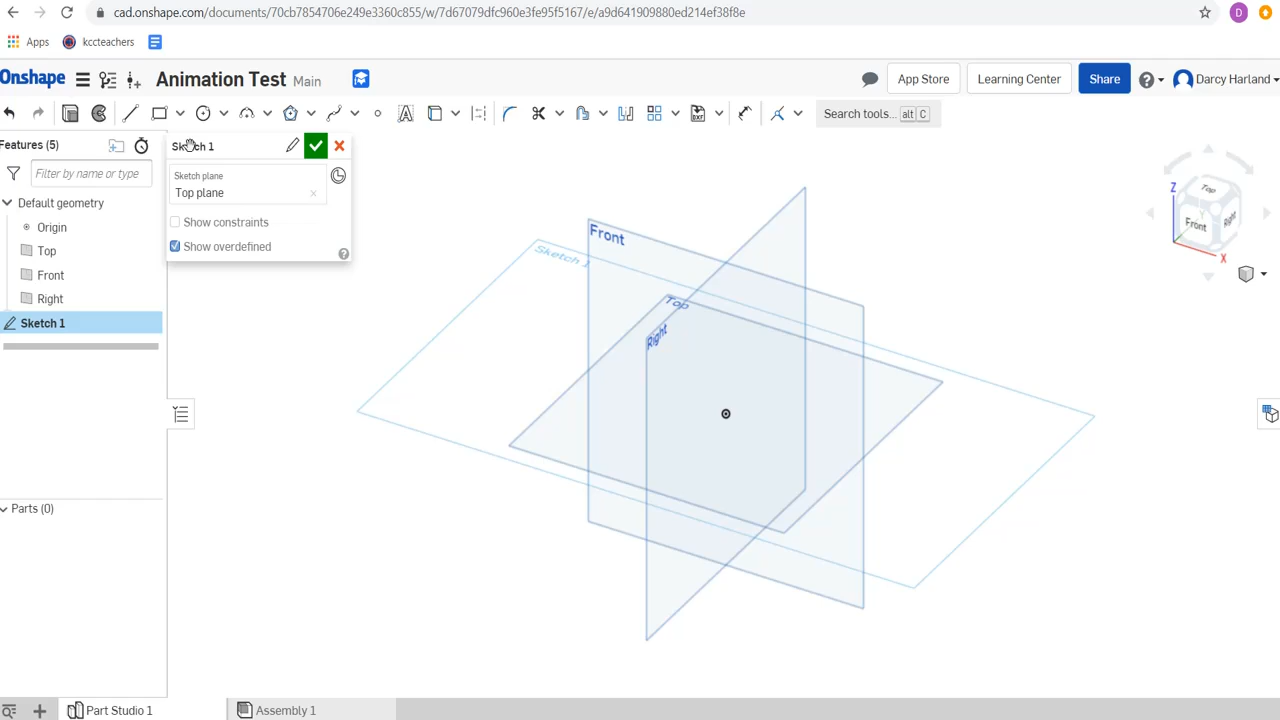 cad.onshape.com/documents/70cb7854706e249e3360c855/w/7d67079dfc960e3fe95f5167/e/a9d641909880ed214ef38f8e
D
Apps
kccteachers
Onshape
Animation Test Main
App Store
Learning Center
Share
Darcy Harland
Search tools... alt C
Features (5)
Filter by name or type
Default geometry
Origin
Top
Front
Right
Sketch 1
Parts (0)
Sketch 1
Sketch plane
Top plane
Show constraints
Show overdefined
Front
Sketch 1
Top
Right
Z
Top
Front
Right
X
Part Studio 1
Assembly 1